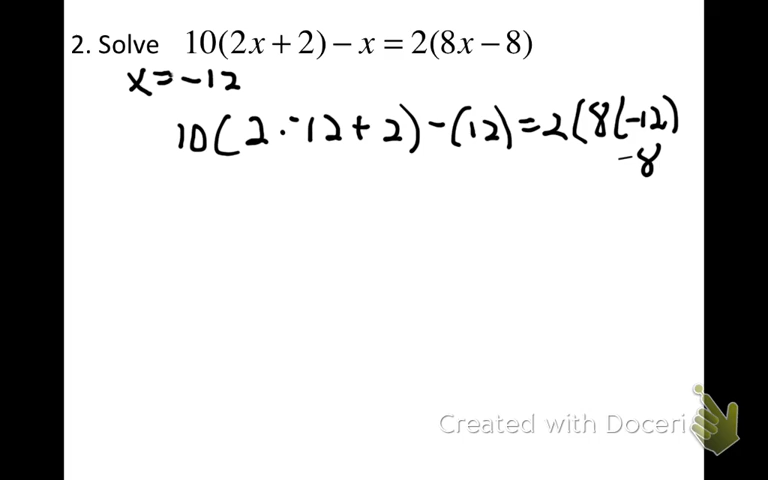 2. Solve 10(2x + 2) − x = 2(8x − 8)
x = -12
10(2 · -12 + 2) - (12) = 2(8(-12)
-8
Created with Doceri